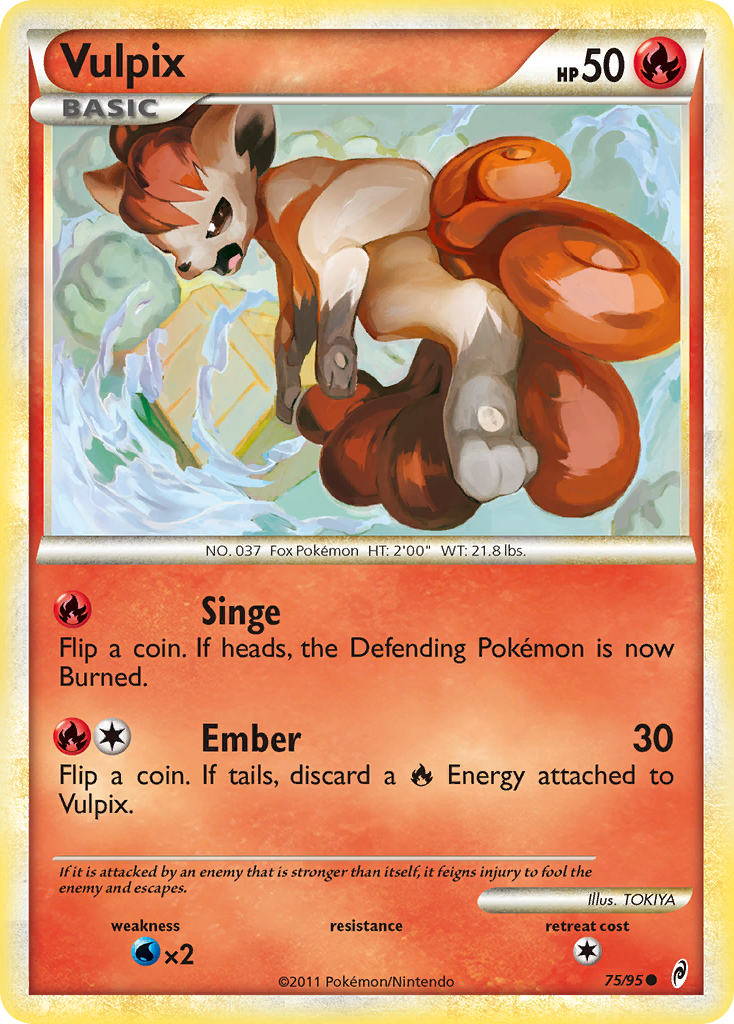 Vulpix
HP 50
BASIC
NO. 037 Fox Pokémon HT: 2'00" WT: 21.8 lbs.
Singe
Flip a coin. If heads, the Defending Pokémon is now
Burned.
Ember 30
Flip a coin. If tails, discard a Energy attached to
Vulpix.
If it is attacked by an enemy that is stronger than itself, it feigns injury to fool the
enemy and escapes.
Illus. TOKIYA
weakness resistance retreat cost
×2
©2011 Pokémon/Nintendo 75/95